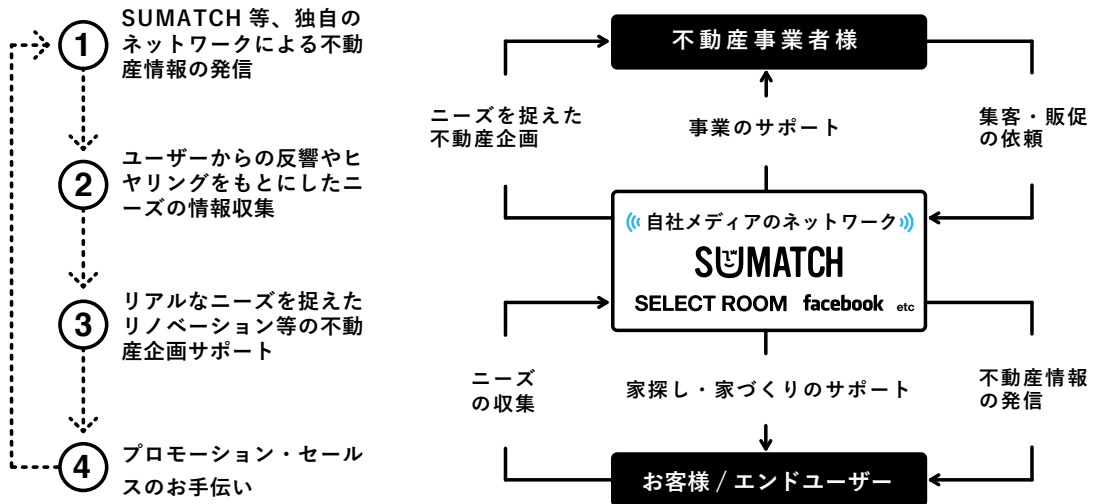 1
SUMATCH 等、独自の
ネットワークによる不動
産情報の発信
2
ユーザーからの反響やヒ
ヤリングをもとにしたニ
ーズの情報収集
3
リアルなニーズを捉えた
リノベーション等の不動
産企画サポート
4
プロモーション・セール
スのお手伝い
不動産事業者様
ニーズを捉えた
不動産企画
事業のサポート
集客・販促
の依頼
自社メディアのネットワーク
SUMATCH
SELECT ROOM facebook etc
ニーズ
の収集
家探し・家づくりのサポート
不動産情報
の発信
お客様 / エンドユーザー